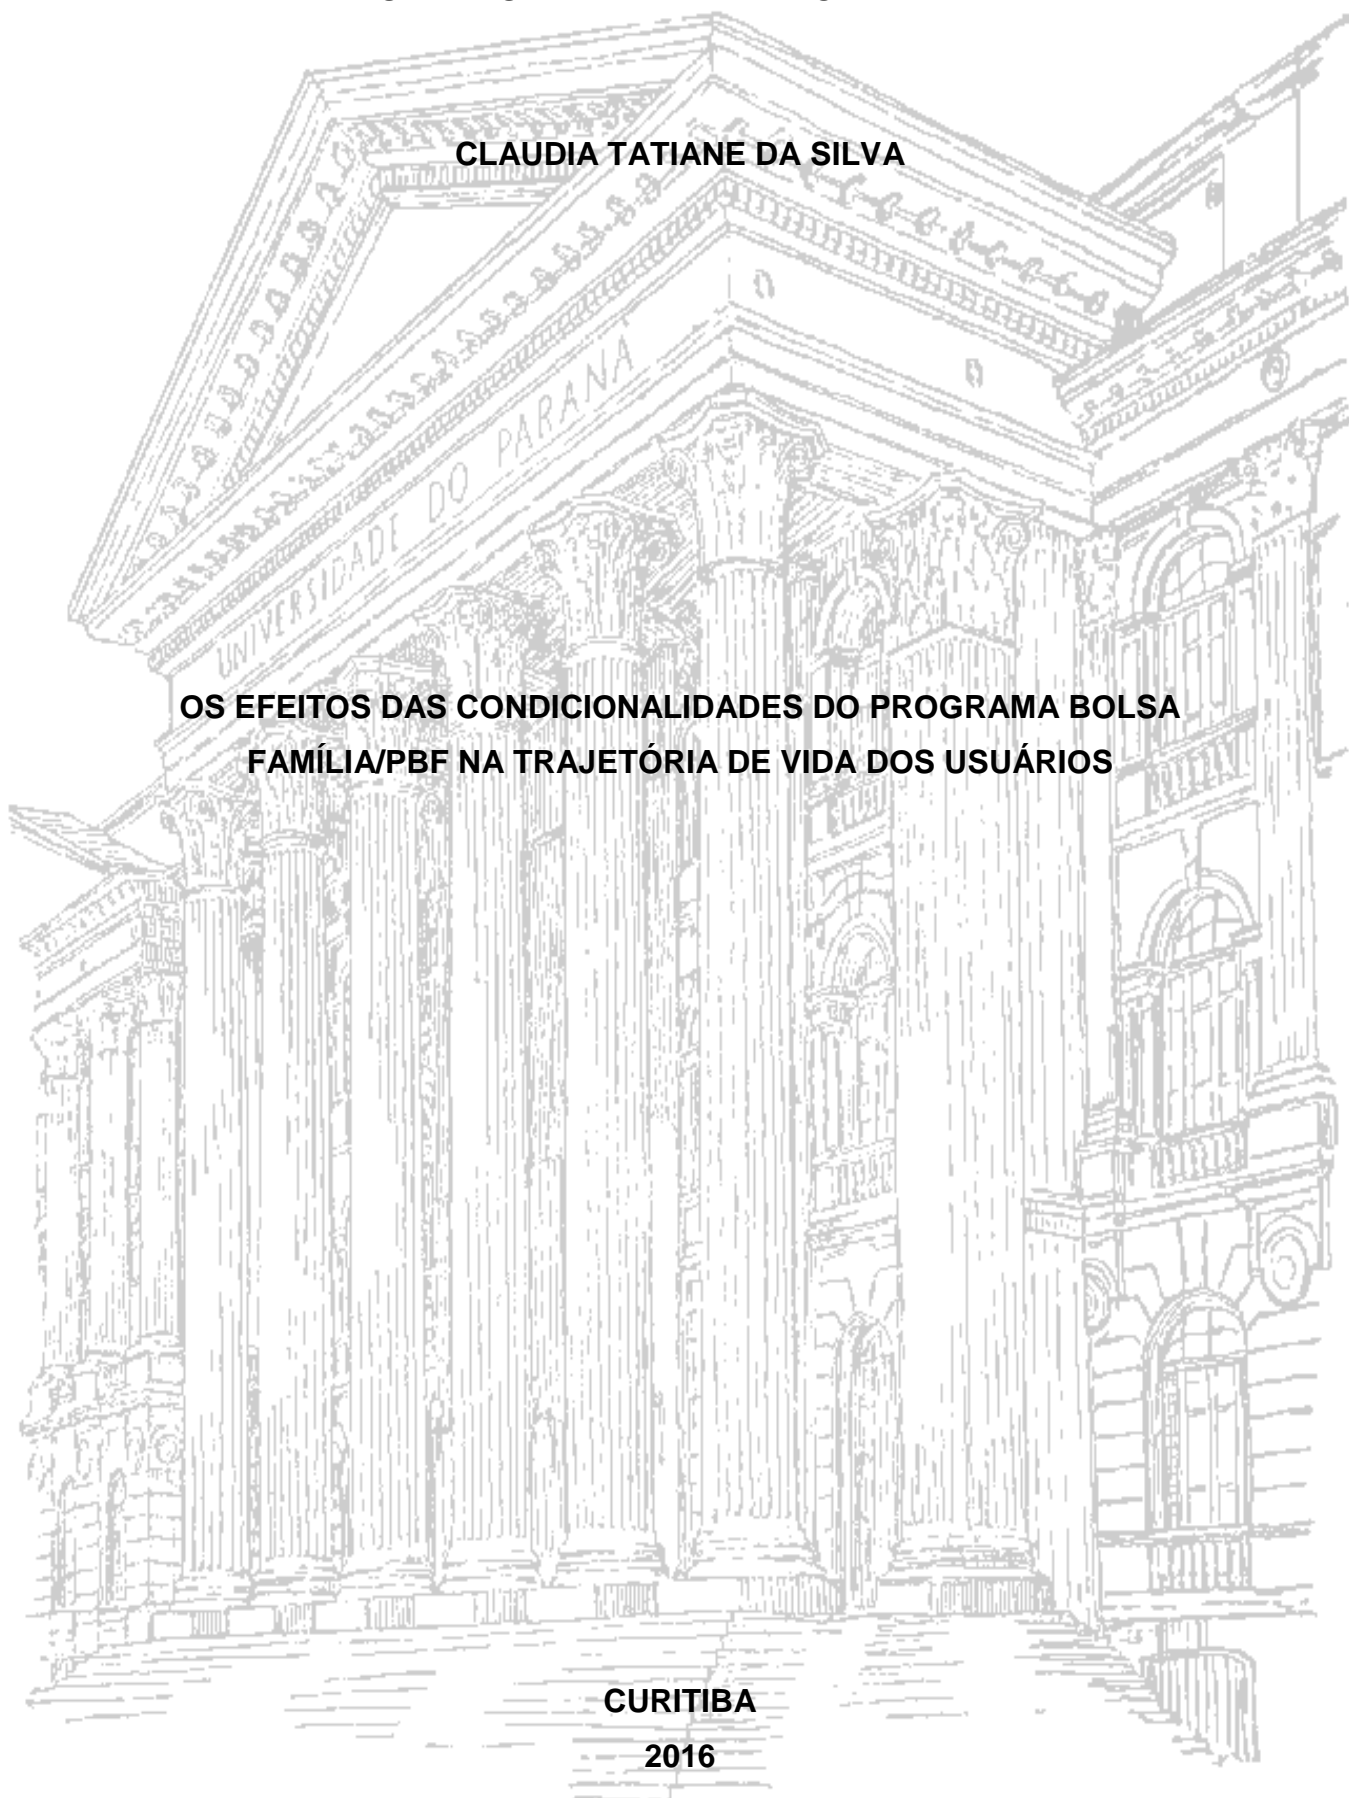 CLAUDIA TATIANE DA SILVA
UNIVERSIDADE DO PARANÁ
OS EFEITOS DAS CONDICIONALIDADES DO PROGRAMA BOLSA
FAMÍLIA/PBF NA TRAJETÓRIA DE VIDA DOS USUÁRIOS
CURITIBA
2016